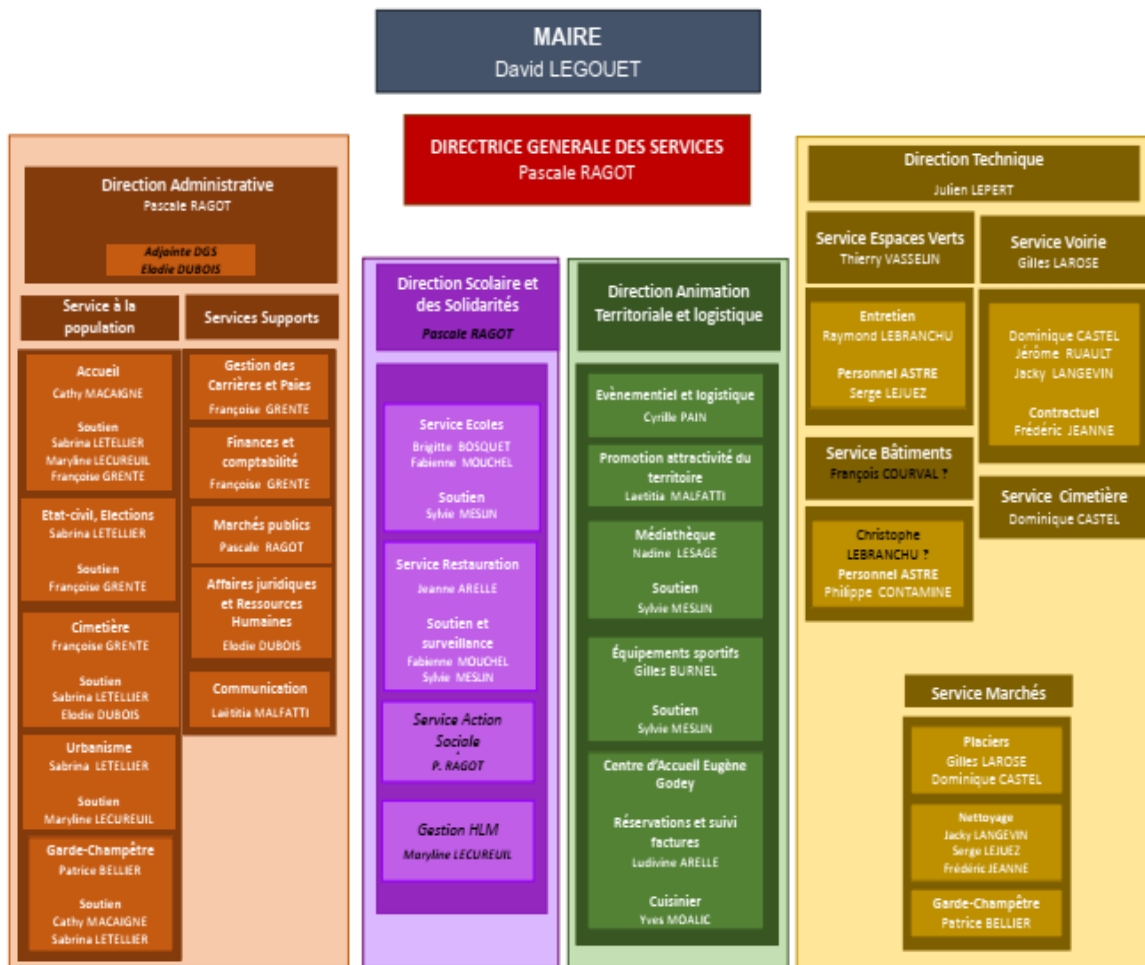 MAIRE
David LEGOUET
DIRECTRICE GENERALE DES SERVICES
Pascale RAGOT
Direction Administrative
Pascale RAGOT
Adjointe DGS
Elodie DUBOIS
Service à la
population
Accueil
Cathy MACAIGNE
Soutien
Sabrina LETELLIER
Maryline LECUREUIL
Françoise GRENTE
Etat-civil, Elections
Sabrina LETELLIER
Soutien
Françoise GRENTE
Cimetière
Françoise GRENTE
Soutien
Sabrina LETELLIER
Elodie DUBOIS
Urbanisme
Sabrina LETELLIER
Soutien
Maryline LECUREUIL
Garde-Champêtre
Patrice BELLIER
Soutien
Cathy MACAIGNE
Sabrina LETELLIER
Services Supports
Gestion des
Carrières et Paies
Françoise GRENTE
Finances et
comptabilité
Françoise GRENTE
Marchés publics
Pascale RAGOT
Affaires juridiques
et Ressources
Humaines
Elodie DUBOIS
Communication
Laëtitia MALFATTI
Direction Scolaire et
des Solidarités
Pascale RAGOT
Service Ecoles
Brigitte BOSQUET
Fabienne MOUCHEL
Soutien
Sylvie MESLIN
Service Restauration
Jeanne ARELLE
Soutien et
surveillance
Fabienne MOUCHEL
Sylvie MESLIN
Service Action
Sociale
P. RAGOT
Gestion HLM
Maryline LECUREUIL
Direction Animation
Territoriale et logistique
Evènementiel et logistique
Cyrille PAIN
Promotion attractivité du
territoire
Laetitia MALFATTI
Médiathèque
Nadine LESAGE
Soutien
Sylvie MESLIN
Équipements sportifs
Gilles BURNEL
Soutien
Sylvie MESLIN
Centre d'Accueil Eugène
Godey
Réservations et suivi
factures
Ludivine ARELLE
Cuisinier
Yves MOALIC
Direction Technique
Julien LEPERT
Service Espaces Verts
Thierry VASSELIN
Entretien
Raymond LEBRANCHU
Personnel ASTRE
Serge LEJUEZ
Service Bâtiments
François COURVAL ?
Christophe
LEBRANCHU ?
Personnel ASTRE
Philippe CONTAMINE
Service Voirie
Gilles LAROSE
Dominique CASTEL
Jérôme RUAULT
Jacky LANGEVIN
Contractuel
Frédéric JEANNE
Service Cimetière
Dominique CASTEL
Service Marchés
Placiers
Gilles LAROSE
Dominique CASTEL
Nettoyage
Jacky LANGEVIN
Serge LEJUEZ
Frédéric JEANNE
Garde-Champêtre
Patrice BELLIER